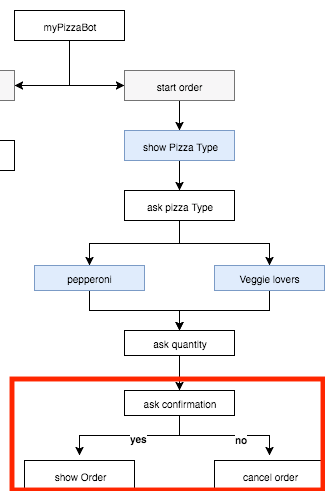 myPizzaBot
start order
show Pizza Type
ask pizza Type
pepperoni
Veggie lovers
ask quantity
ask confirmation
yes
no
show Order
cancel order